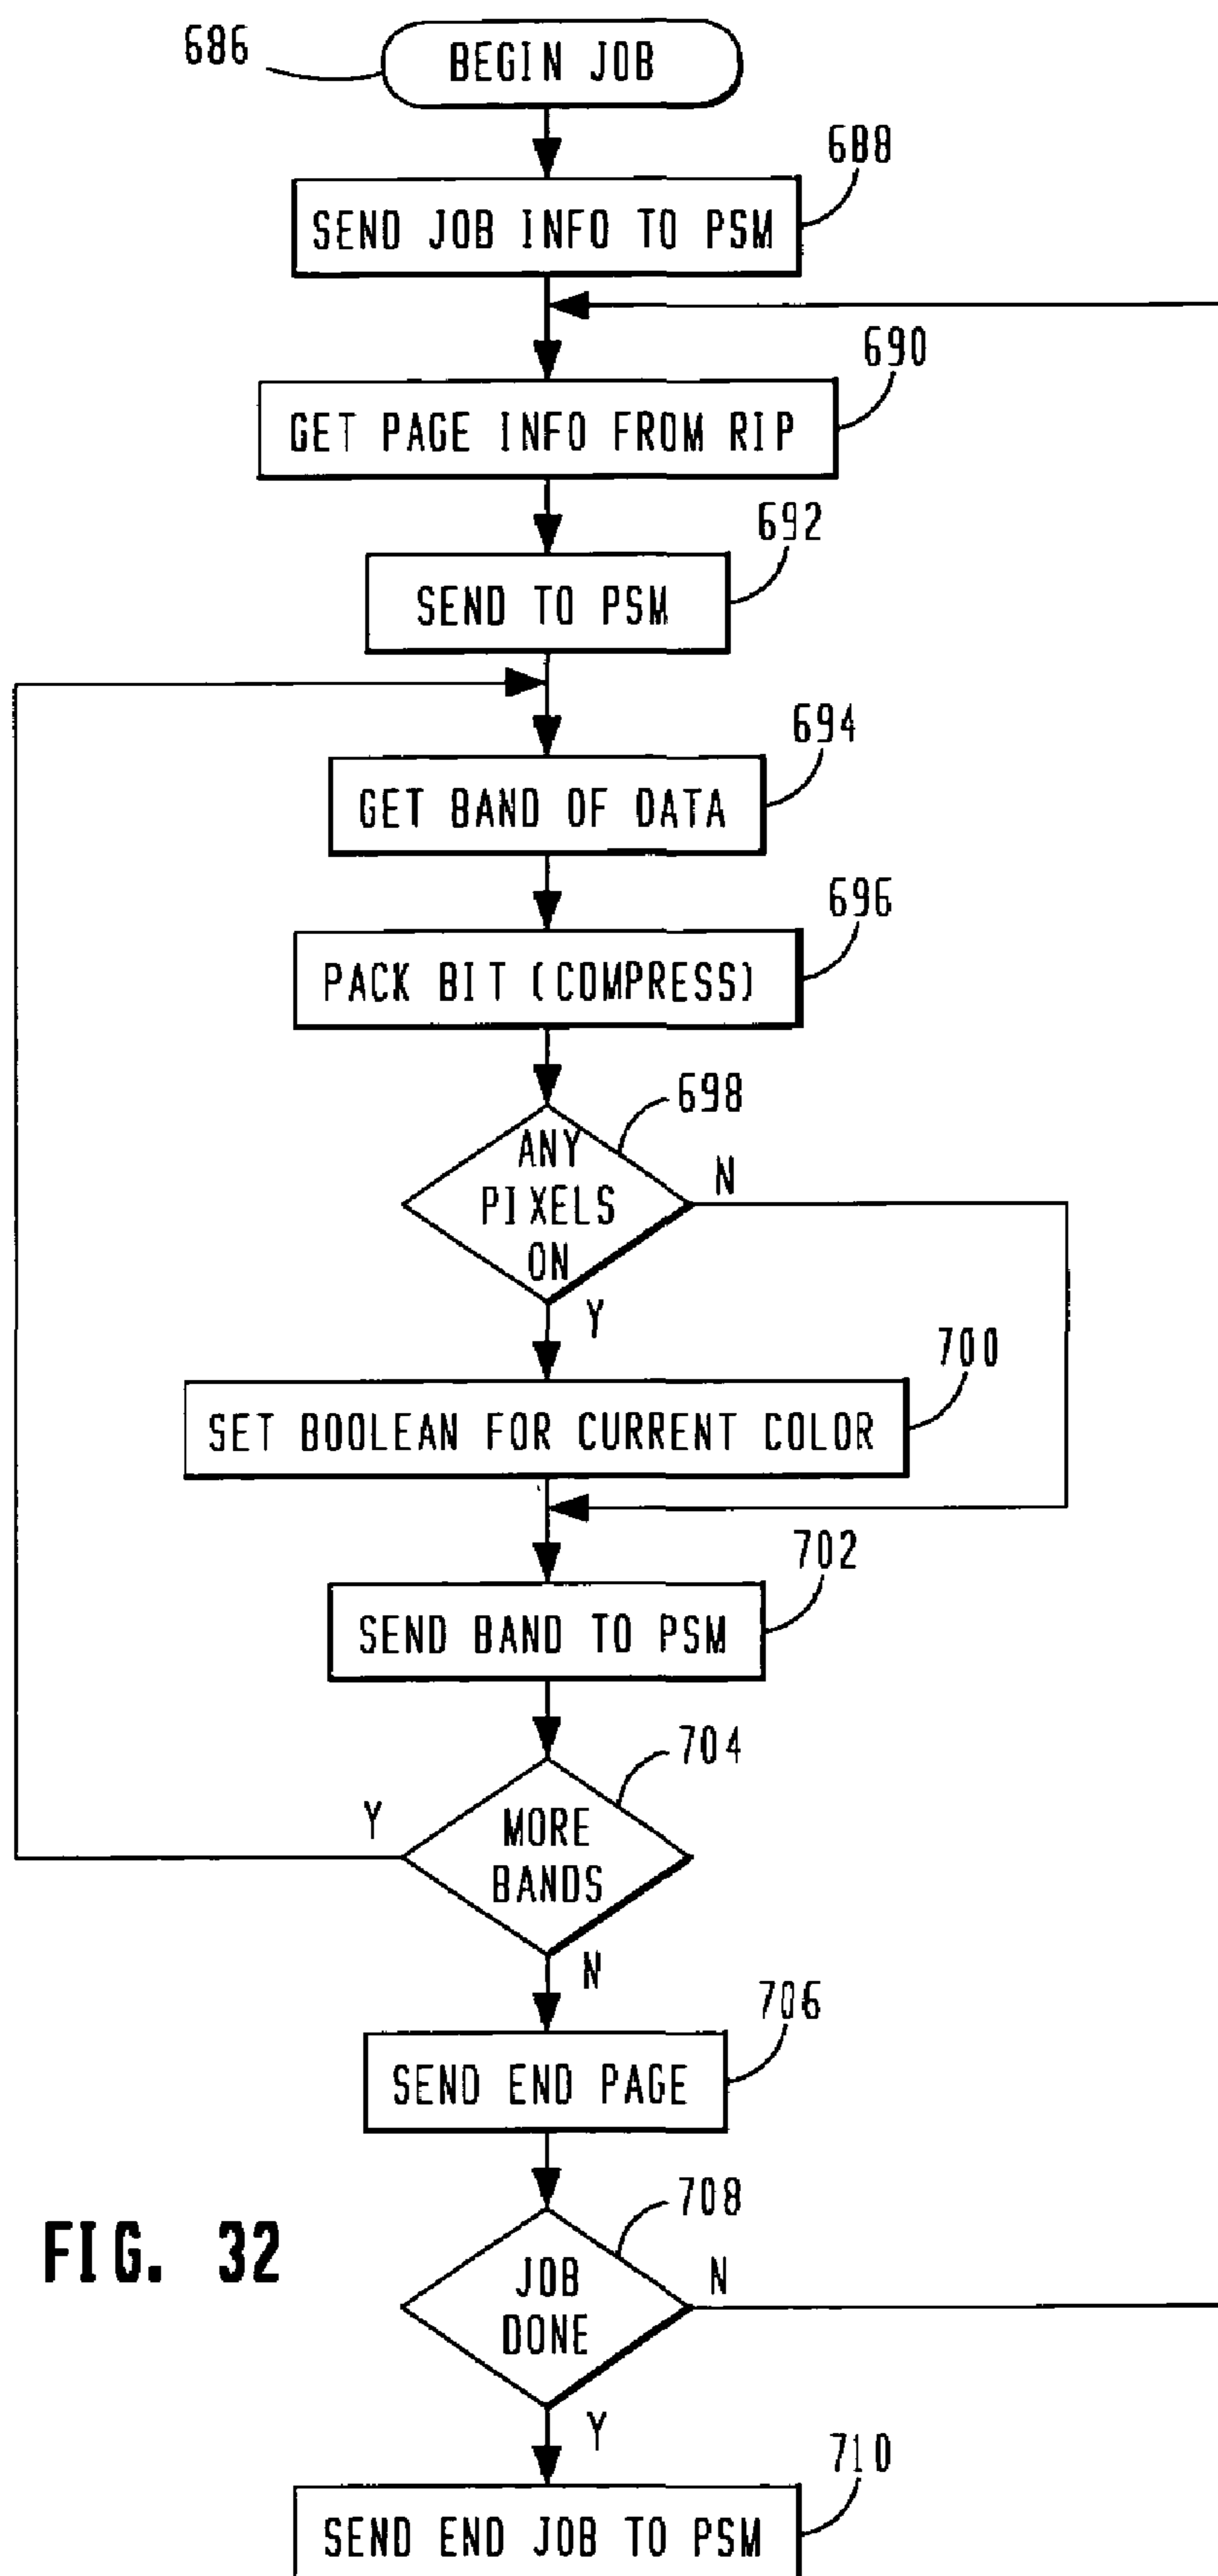 686
BEGIN JOB
688
SEND JOB INFO TO PSM
690
GET PAGE INFO FROM RIP
692
SEND TO PSM
694
GET BAND OF DATA
696
PACK BIT (COMPRESS)
698
ANY
PIXELS
ON
N
Y
700
SET BOOLEAN FOR CURRENT COLOR
702
SEND BAND TO PSM
704
Y
MORE
BANDS
N
706
SEND END PAGE
708
FIG. 32
JOB
DONE
N
Y
710
SEND END JOB TO PSM